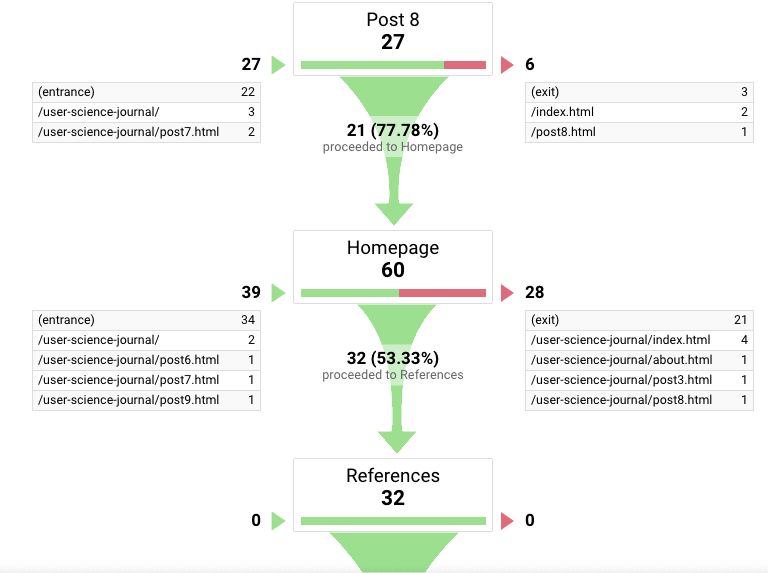 Post 8
27
27
6
(entrance) 22
/user-science-journal/ 3
/user-science-journal/post7.html 2
(exit) 3
/index.html 2
/post8.html 1
21 (77.78%)
proceeded to Homepage
Homepage
60
39
28
(entrance) 34
/user-science-journal/ 2
/user-science-journal/post6.html 1
/user-science-journal/post7.html 1
/user-science-journal/post9.html 1
(exit) 21
/user-science-journal/index.html 4
/user-science-journal/about.html 1
/user-science-journal/post3.html 1
/user-science-journal/post8.html 1
32 (53.33%)
proceeded to References
References
32
0
0